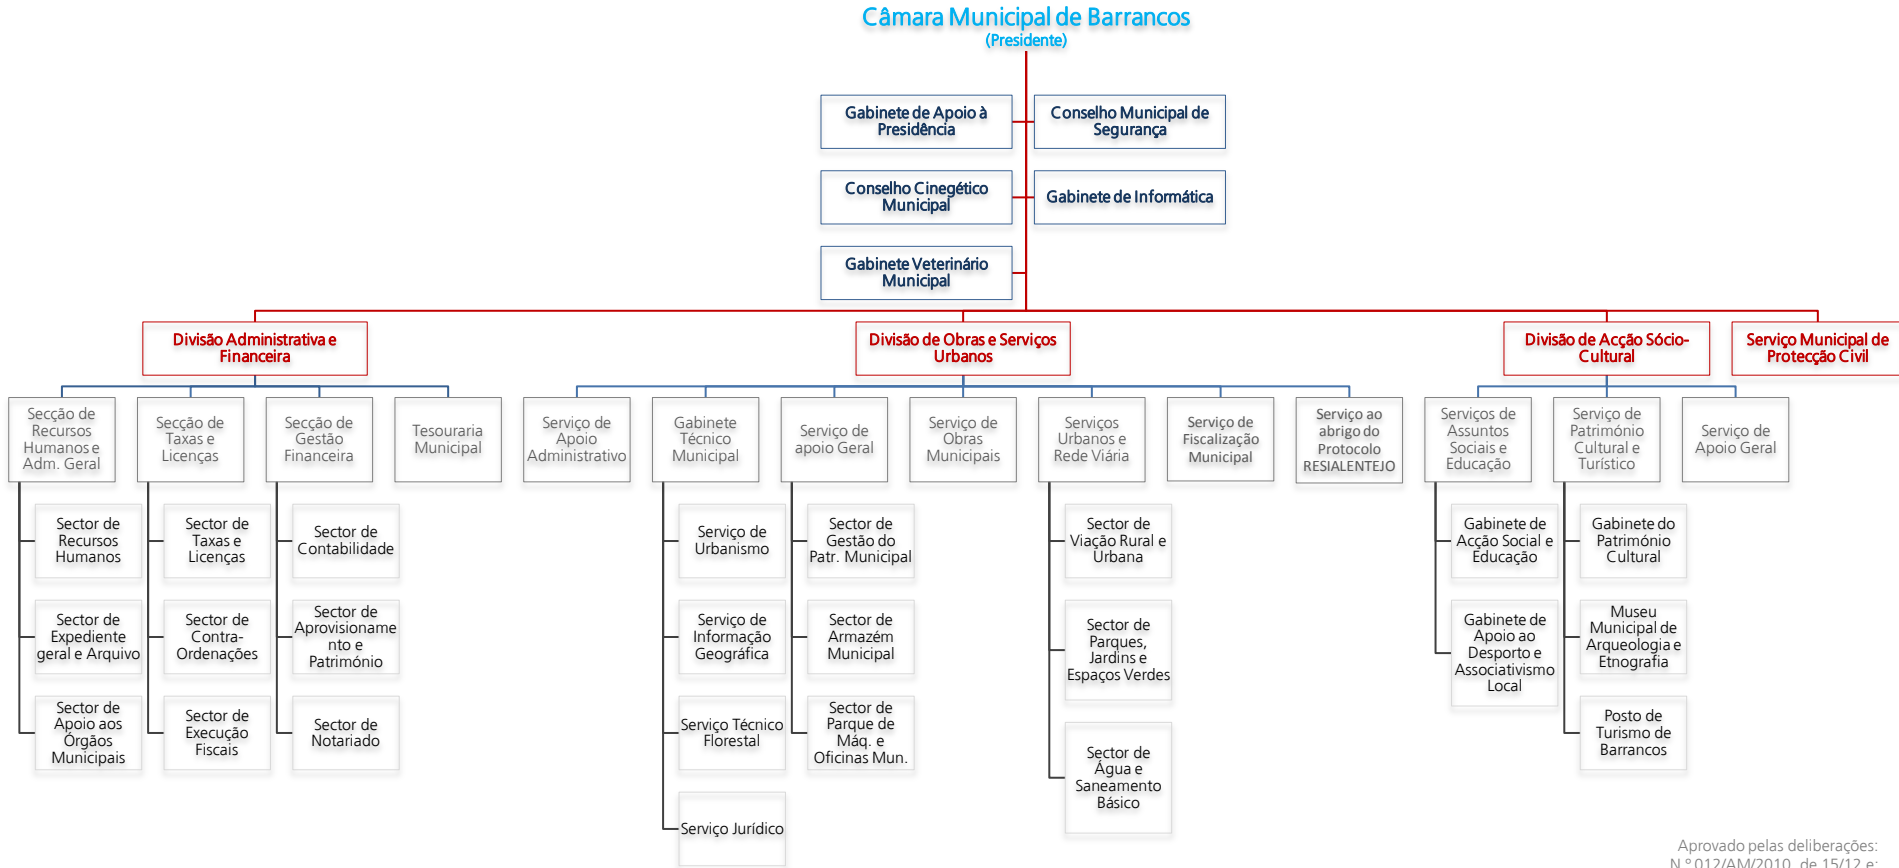 Câmara Municipal de Barrancos
(Presidente)
Gabinete de Apoio à
Presidência
Conselho Municipal de
Segurança
Conselho Cinegético
Municipal
Gabinete de Informática
Gabinete Veterinário
Municipal
Divisão Administrativa e
Financeira
Divisão de Obras e Serviços
Urbanos
Divisão de Acção Sócio-
Cultural
Serviço Municipal de
Protecção Civil
Secção de
Recursos
Humanos e
Adm. Geral
Secção de
Taxas e
Licenças
Secção de
Gestão
Financeira
Tesouraria
Municipal
Serviço de
Apoio
Administrativo
Gabinete
Técnico
Municipal
Serviço de
apoio Geral
Serviço de
Obras
Municipais
Serviços
Urbanos e
Rede Viária
Serviço de
Fiscalização
Municipal
Serviço ao
abrigo do
Protocolo
RESIALENTEJO
Serviços de
Assuntos
Sociais e
Educação
Serviço de
Património
Cultural e
Turístico
Serviço de
Apoio Geral
Sector de
Recursos
Humanos
Sector de
Taxas e
Licenças
Sector de
Contabilidade
Serviço de
Urbanismo
Sector de
Gestão do
Patr. Municipal
Sector de
Viação Rural e
Urbana
Gabinete de
Acção Social e
Educação
Gabinete do
Património
Cultural
Sector de
Expediente
geral e Arquivo
Sector de
Contra-
Ordenações
Sector de
Aprovisioname
nto e
Património
Serviço de
Informação
Geográfica
Sector de
Armazém
Municipal
Sector de
Parques,
Jardins e
Espaços Verdes
Gabinete de
Apoio ao
Desporto e
Associativismo
Local
Museu
Municipal de
Arqueologia e
Etnografia
Sector de
Apoio aos
Órgãos
Municipais
Sector de
Execução
Fiscais
Sector de
Notariado
Serviço Técnico
Florestal
Sector de
Parque de
Máq. e
Oficinas Mun.
Sector de
Água e
Saneamento
Básico
Posto de
Turismo de
Barrancos
Serviço Jurídico
Aprovado pelas deliberações:
N.º 012/AM/2010, de 15/12 e;